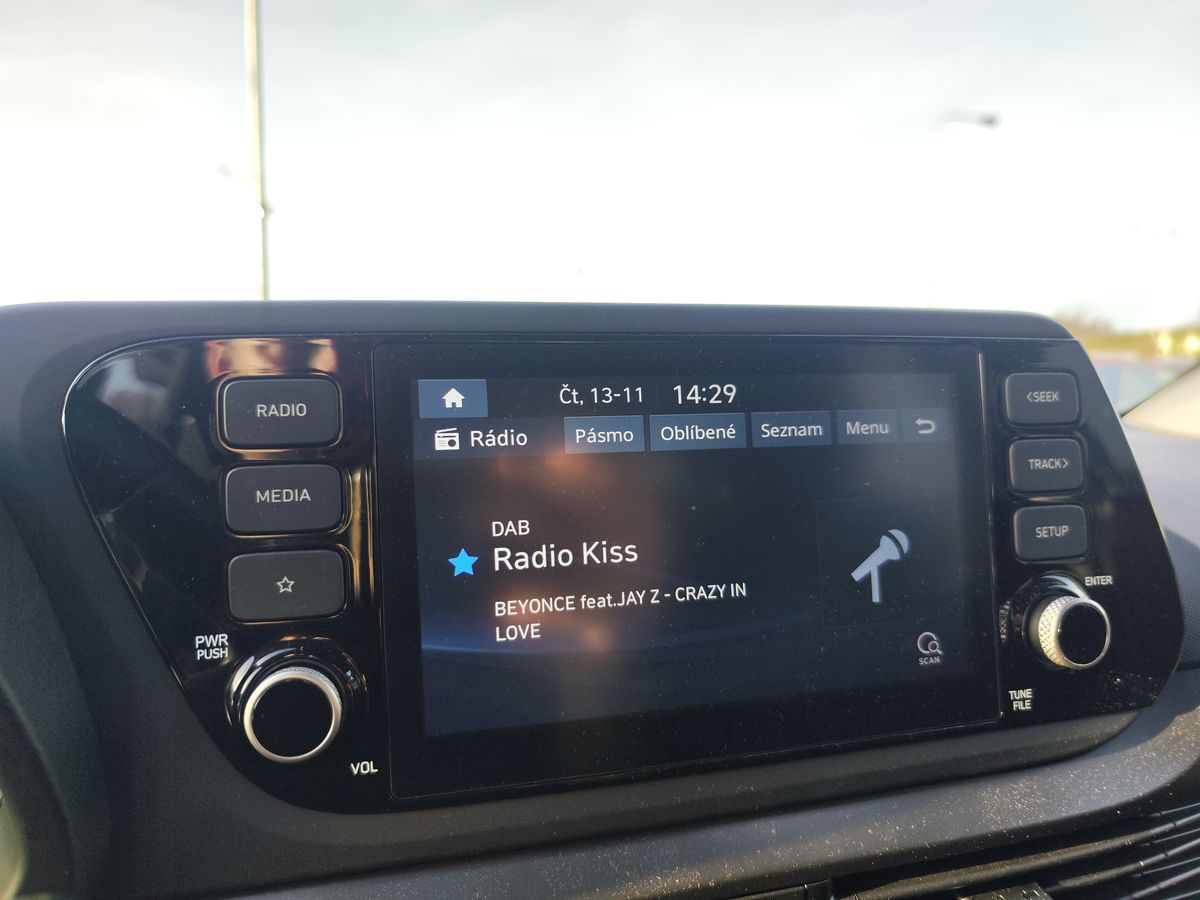 RADIO
MEDIA
PWR
PUSH
VOL
Čt, 13-11 14:29
Rádio Pásmo Oblíbené Seznam Menu
DAB
Radio Kiss
BEYONCE feat.JAY Z - CRAZY IN
LOVE
SCAN
<SEEK
TRACK>
SETUP
ENTER
TUNE
FILE